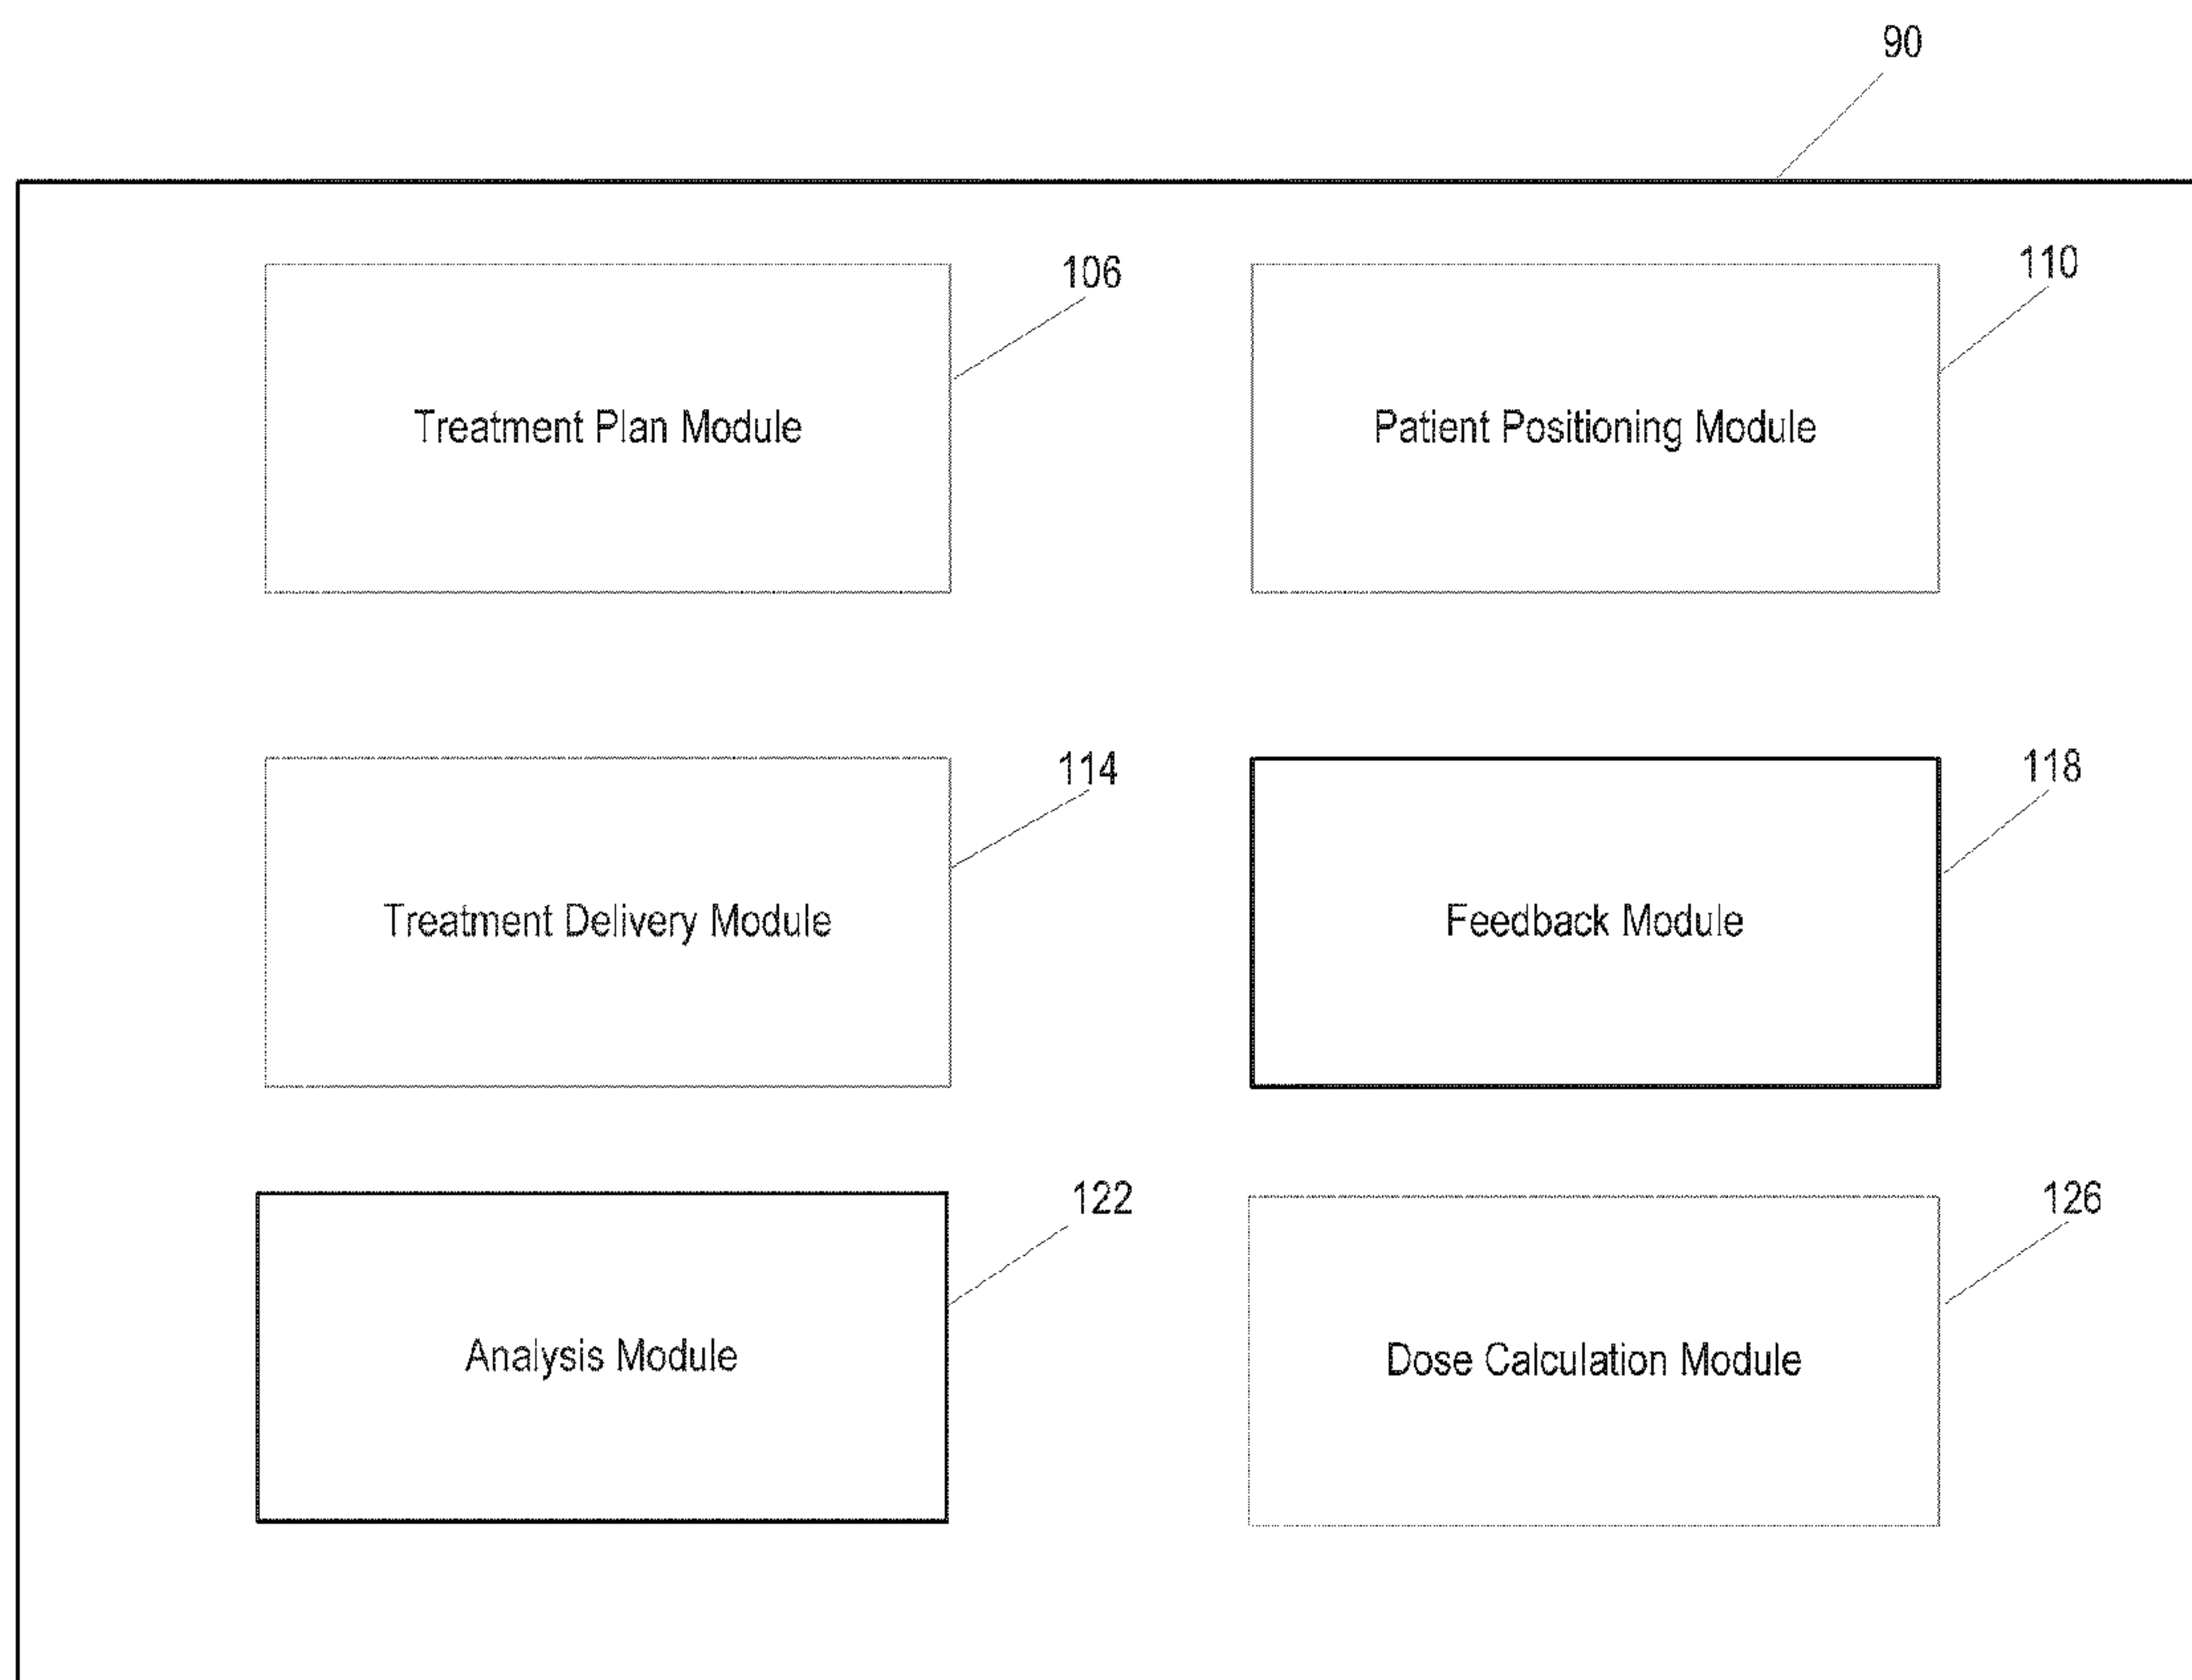 90
106
110
Treatment Plan Module
Patient Positioning Module
114
118
Treatment Delivery Module
Feedback Module
122
126
Analysis Module
Dose Calculation Module